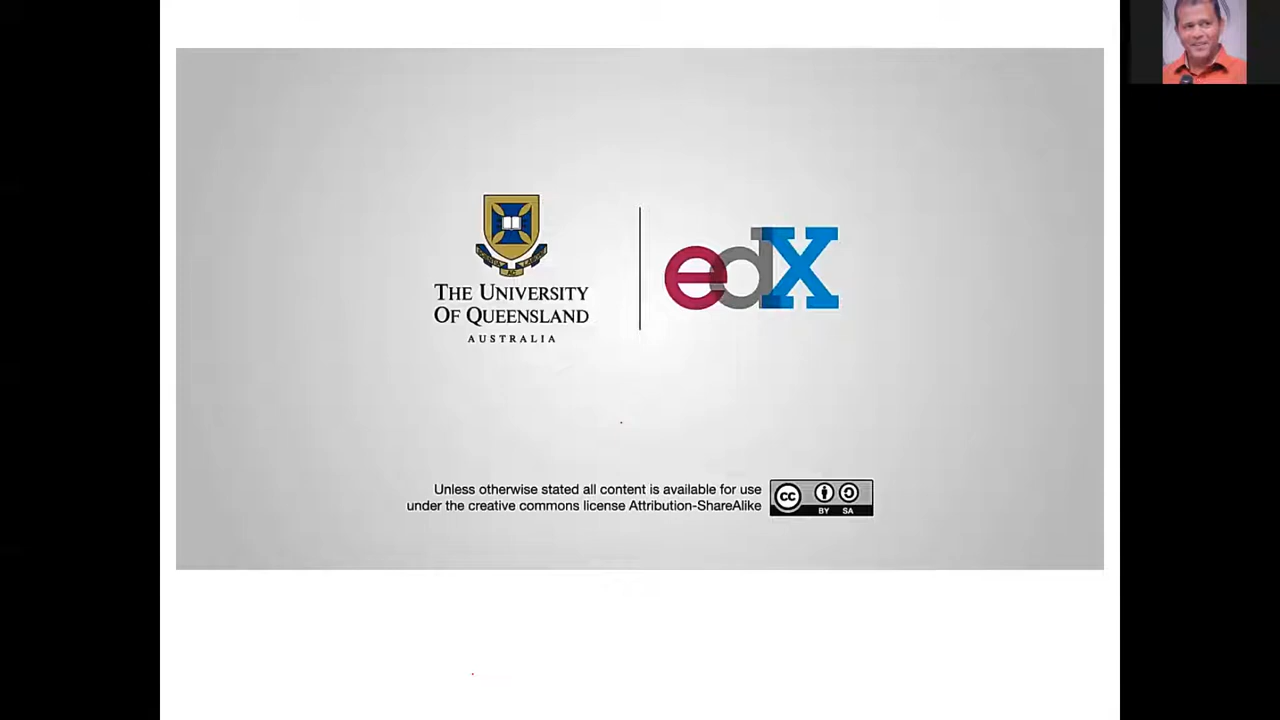 THE UNIVERSITY
OF QUEENSLAND
AUSTRALIA
edX
Unless otherwise stated all content is available for use
under the creative commons license Attribution-ShareAlike
cc
BY SA